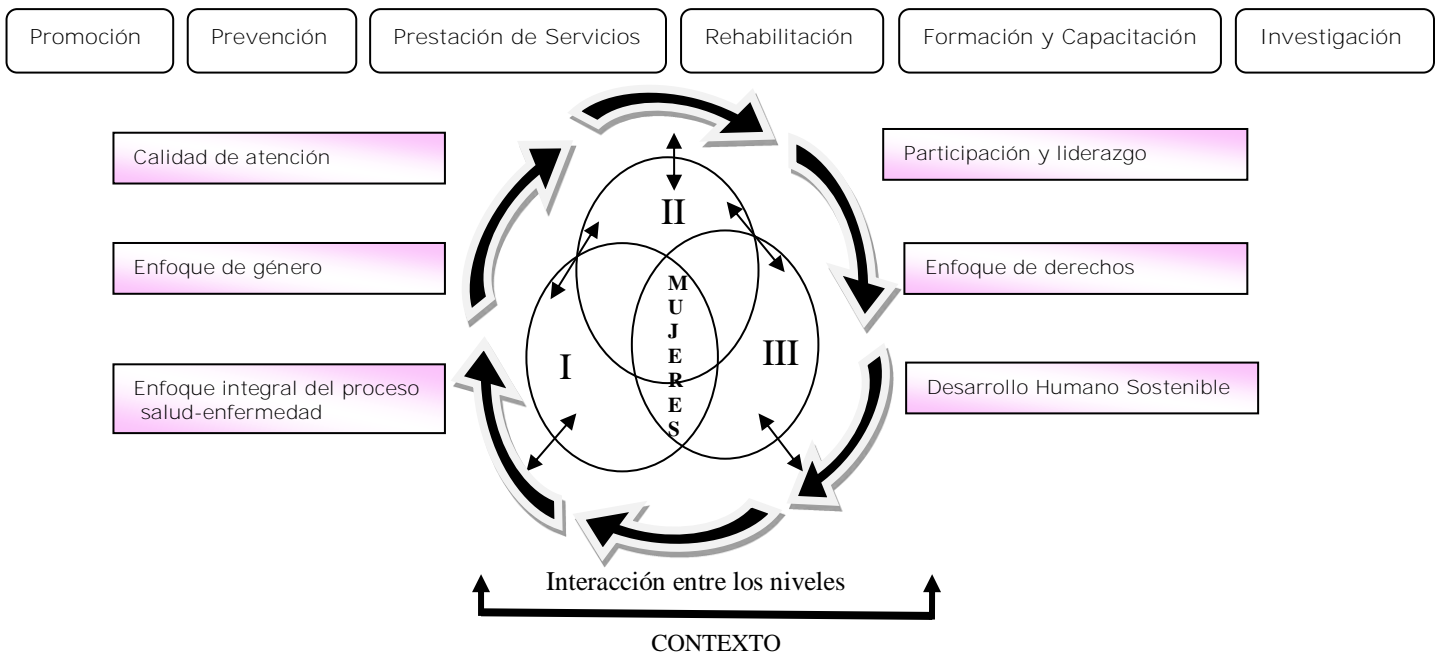 Promoción
Prevención
Prestación de Servicios
Rehabilitación
Formación y Capacitación
Investigación
Calidad de atención
Participación y liderazgo
Enfoque de género
Enfoque de derechos
Enfoque integral del proceso
salud-enfermedad
Desarrollo Humano Sostenible
II
I
III
MUJERES
Interacción entre los niveles
CONTEXTO